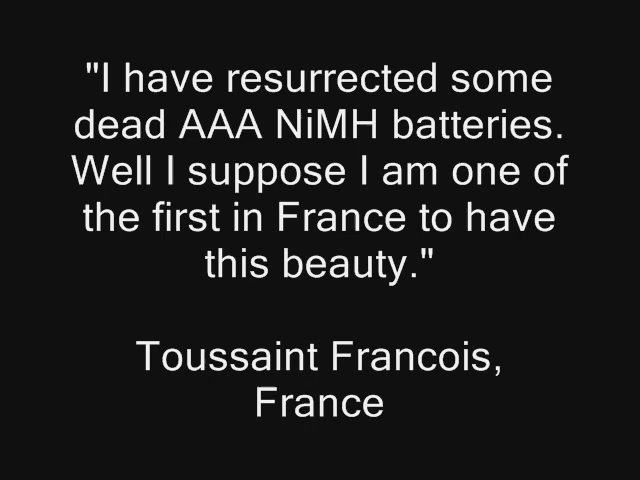 "I have resurrected some
dead AAA NiMH batteries.
Well I suppose I am one of
the first in France to have
this beauty."
Toussaint Francois,
France